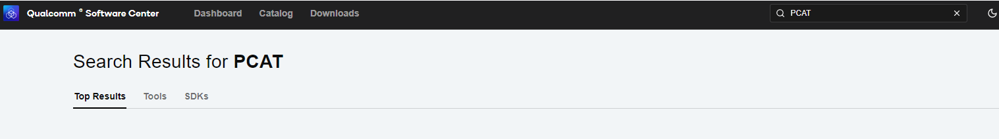 Qualcomm ® Software Center Dashboard Catalog Downloads PCAT
Search Results for PCAT
Top Results Tools SDKs